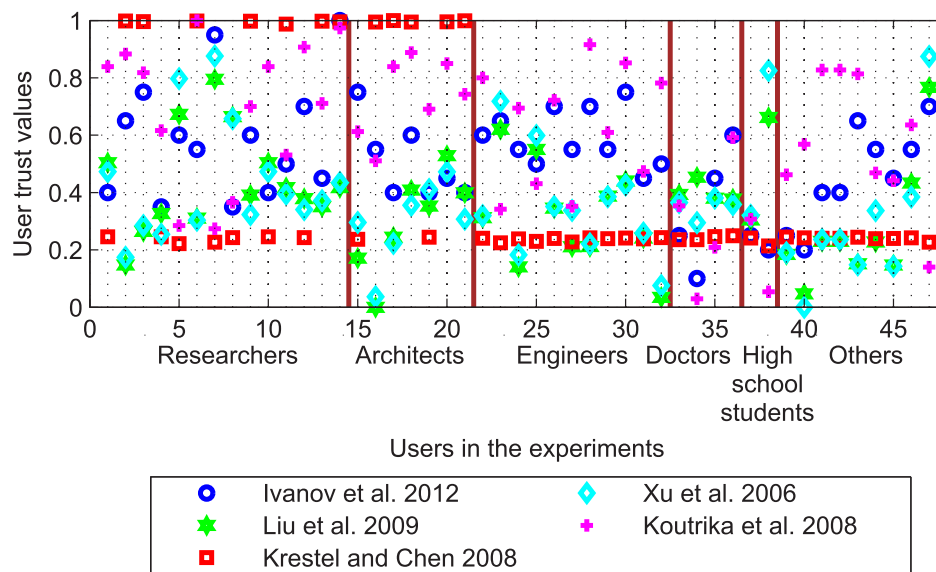 User trust values
1
0.8
0.6
0.4
0.2
0
0 5 10 15 20 25 30 35 40 45
Researchers Architects Engineers Doctors High Others
school
students
Users in the experiments
Ivanov et al. 2012 Xu et al. 2006
Liu et al. 2009 Koutrika et al. 2008
Krestel and Chen 2008